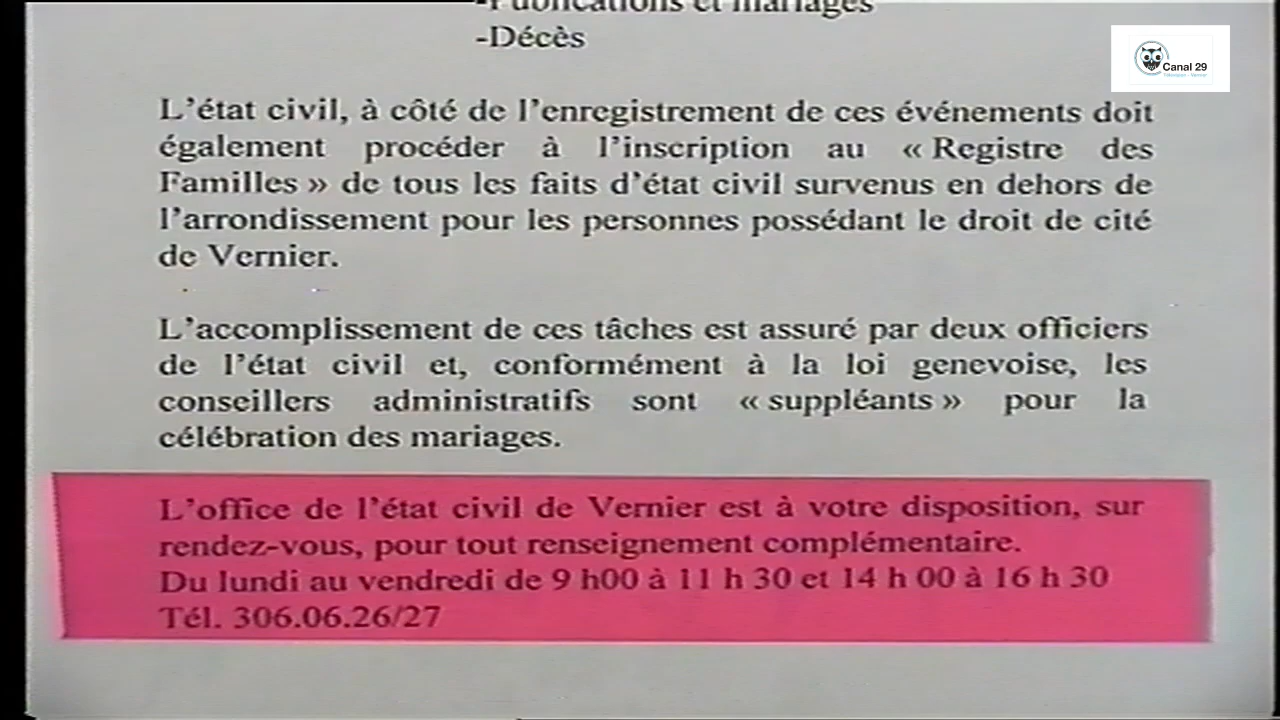 -Publications et mariages
-Décès
Canal 29
L'état civil, à côté de l'enregistrement de ces événements doit
également procéder à l'inscription au « Registre des
Familles » de tous les faits d'état civil survenus en dehors de
l'arrondissement pour les personnes possédant le droit de cité
de Vernier.
L'accomplissement de ces tâches est assuré par deux officiers
de l'état civil et, conformément à la loi genevoise, les
conseillers administratifs sont « suppléants » pour la
célébration des mariages.
L'office de l'état civil de Vernier est à votre disposition, sur
rendez-vous, pour tout renseignement complémentaire.
Du lundi au vendredi de 9 h00 à 11 h 30 et 14 h 00 à 16 h 30
Tél. 306.06.26/27